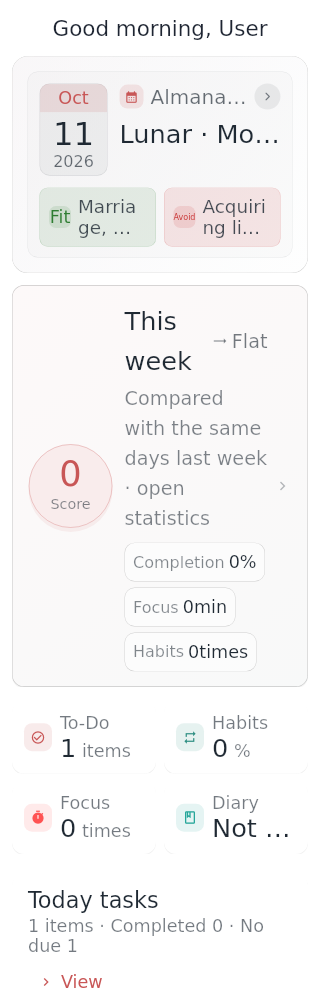 Good morning, User
Oct
11
2026
Almana…
Lunar · Mo…
Fit
Marria
ge, …
Avoid
Acquiri
ng li…
This
week
→ Flat
Compared
with the same
days last week
· open
statistics
0
Score
Completion 0%
Focus 0min
Habits 0times
To-Do
1 items
Habits
0 %
Focus
0 times
Diary
Not …
Today tasks
1 items · Completed 0 · No
due 1
View